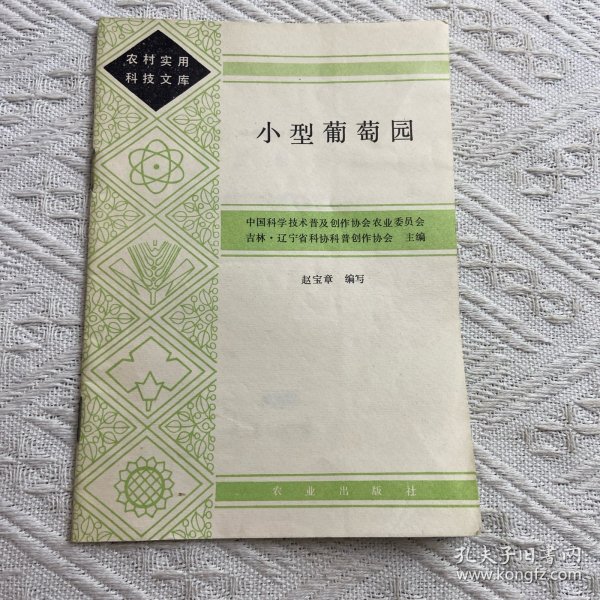 农村实用
科技文库
小型葡萄园
中国科学技术普及创作协会农业委员会
吉林·辽宁省科协科普创作协会 主编
赵宝章 编写
农业出版社
孔夫子旧书网
www.kongfz.com